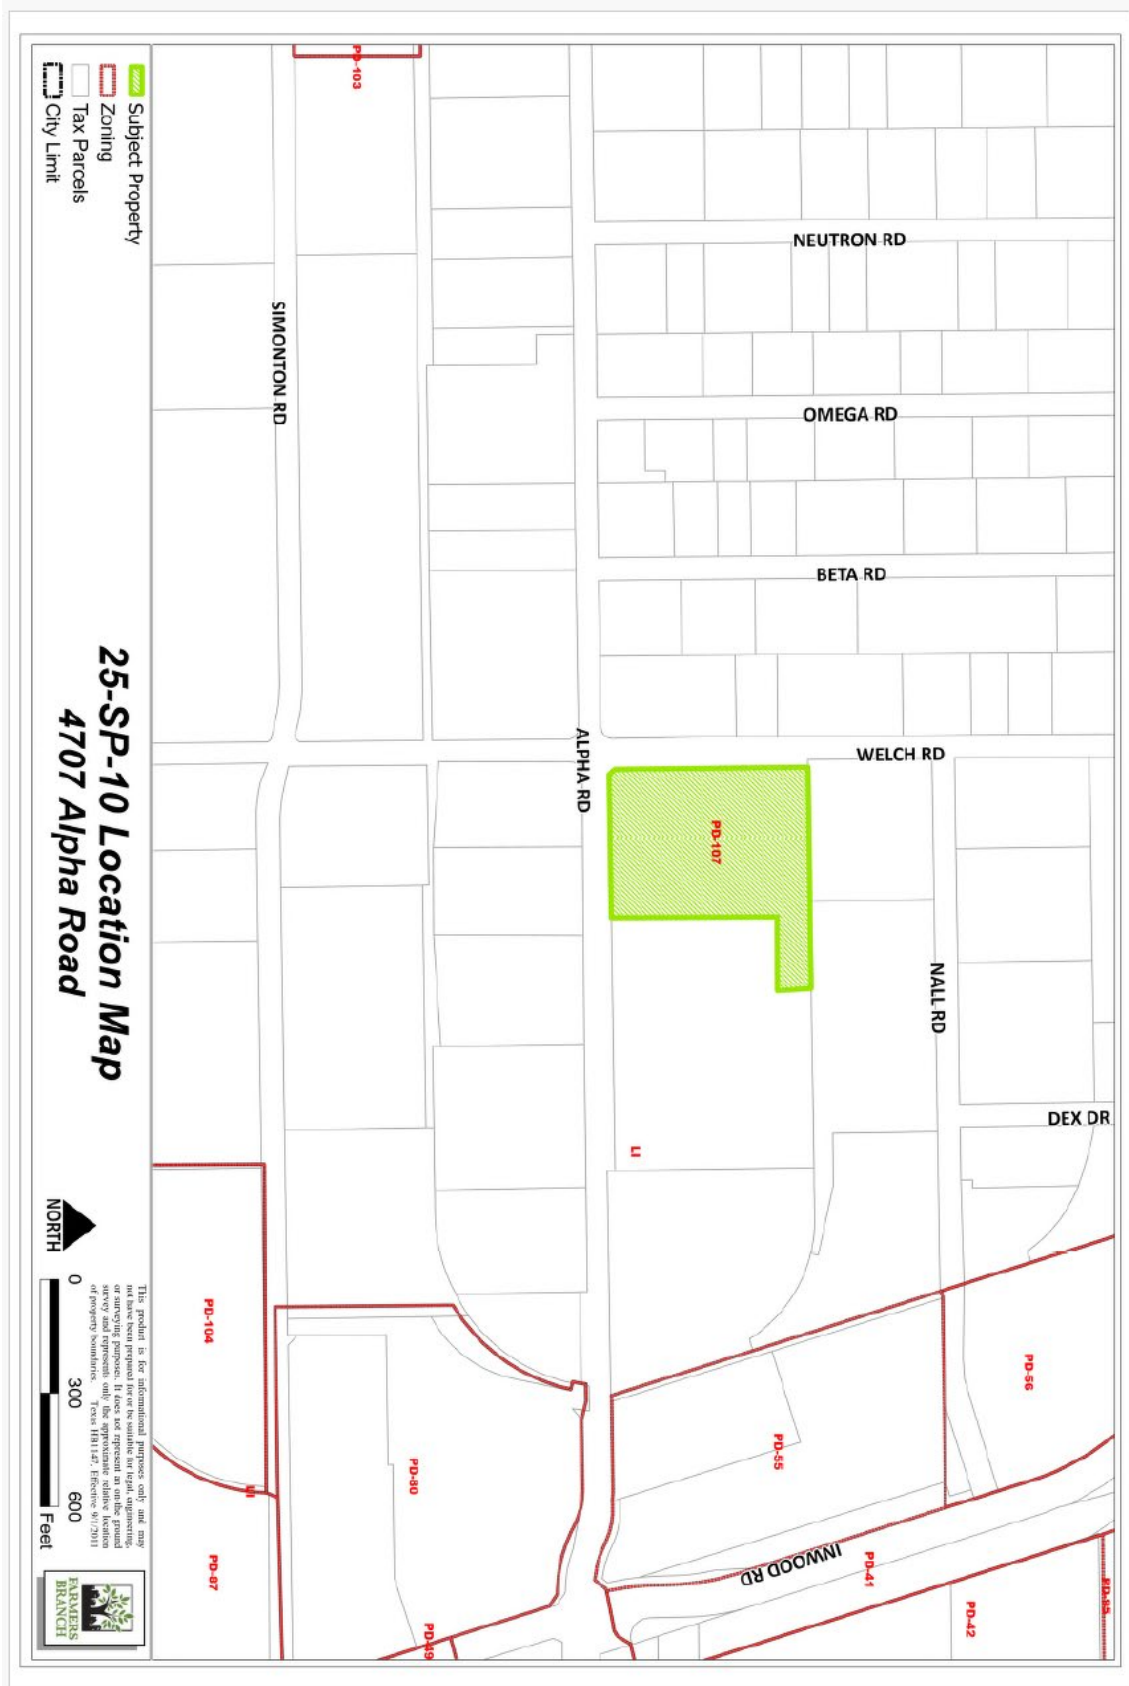 PD-103
NEUTRON RD
SIMONTON RD
OMEGA RD
BETA RD
ALPHA RD
WELCH RD
PD-107
NALL RD
DEX DR
LI
PD-104
PD-56
PD-55
PD-80
LI
PD-87
INWOOD RD
PD-41
PD-42
PD-85
PD-49
Subject Property
Zoning
Tax Parcels
City Limit
25-SP-10 Location Map
4707 Alpha Road
NORTH
0 300 600
Feet
This product is for informational purposes only and may
not have been prepared for or be suitable for legal, engineering,
or surveying purposes. It does not represent an on-the-ground
survey and represents only the approximate relative location
of property boundaries. Texas HB1147. Effective 9/1/2011
FARMERS
BRANCH